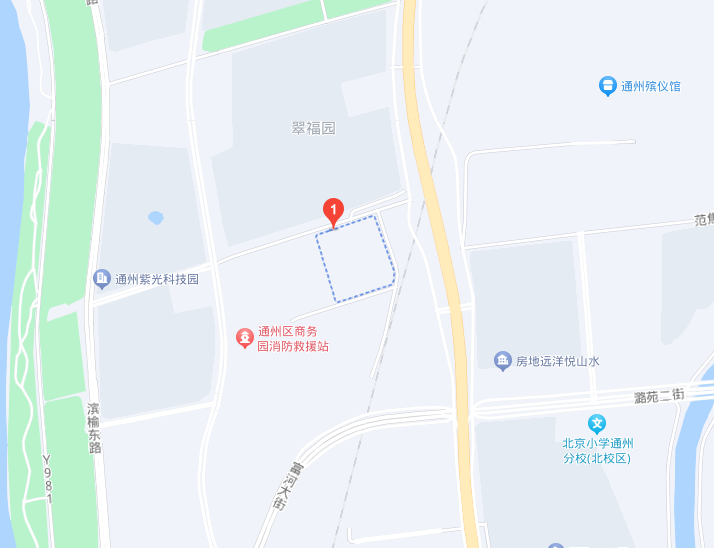 路
通州殡仪馆
翠福园
1
范焦
通州紫光科技园
通州区商务
园消防救援站
房地远洋悦山水
潞苑二街
滨榆东路
北京小学通州
分校(北校区)
Y981
富河大街